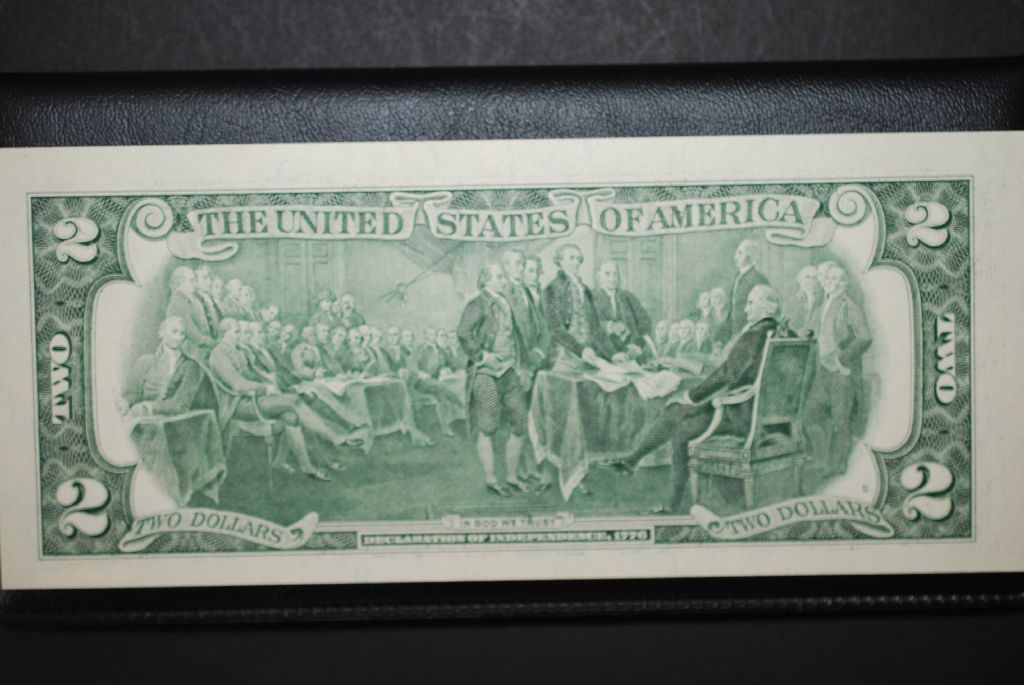 THE UNITED STATES OF AMERICA
2 2
TWO TWO
2 2
TWO DOLLARS TWO DOLLARS
IN GOD WE TRUST
DECLARATION OF INDEPENDENCE, 1776